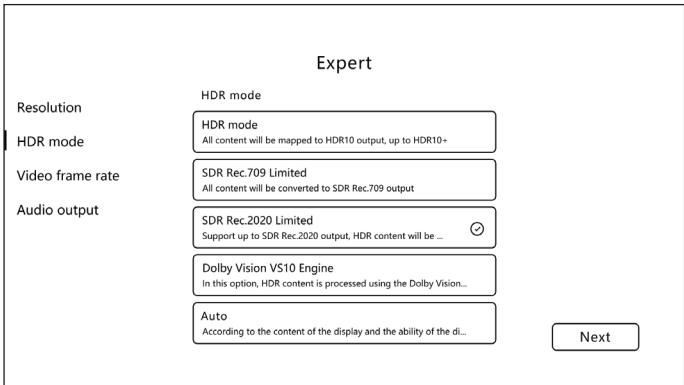 Expert
Resolution
HDR mode
Video frame rate
Audio output
HDR mode
HDR mode
All content will be mapped to HDR10 output, up to HDR10+
SDR Rec.709 Limited
All content will be converted to SDR Rec.709 output
SDR Rec.2020 Limited
Support up to SDR Rec.2020 output, HDR content will be ...
Dolby Vision VS10 Engine
In this option, HDR content is processed using the Dolby Vision...
Auto
According to the content of the display and the ability of the di...
Next